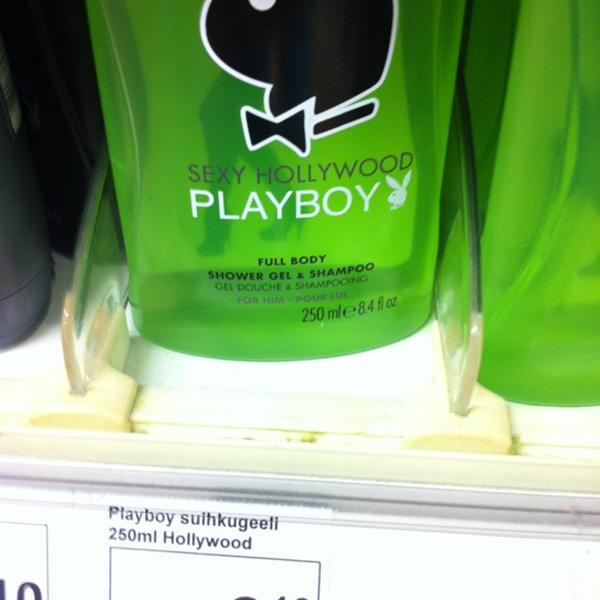 SEXY HOLLYWOOD
PLAYBOY
FULL BODY
SHOWER GEL & SHAMPOO
GEL DOUCHE & SHAMPOOING
FOR HIM - POUR LUI
250 ml e 8.4 fl oz
Playboy suihkugeeli
250ml Hollywood